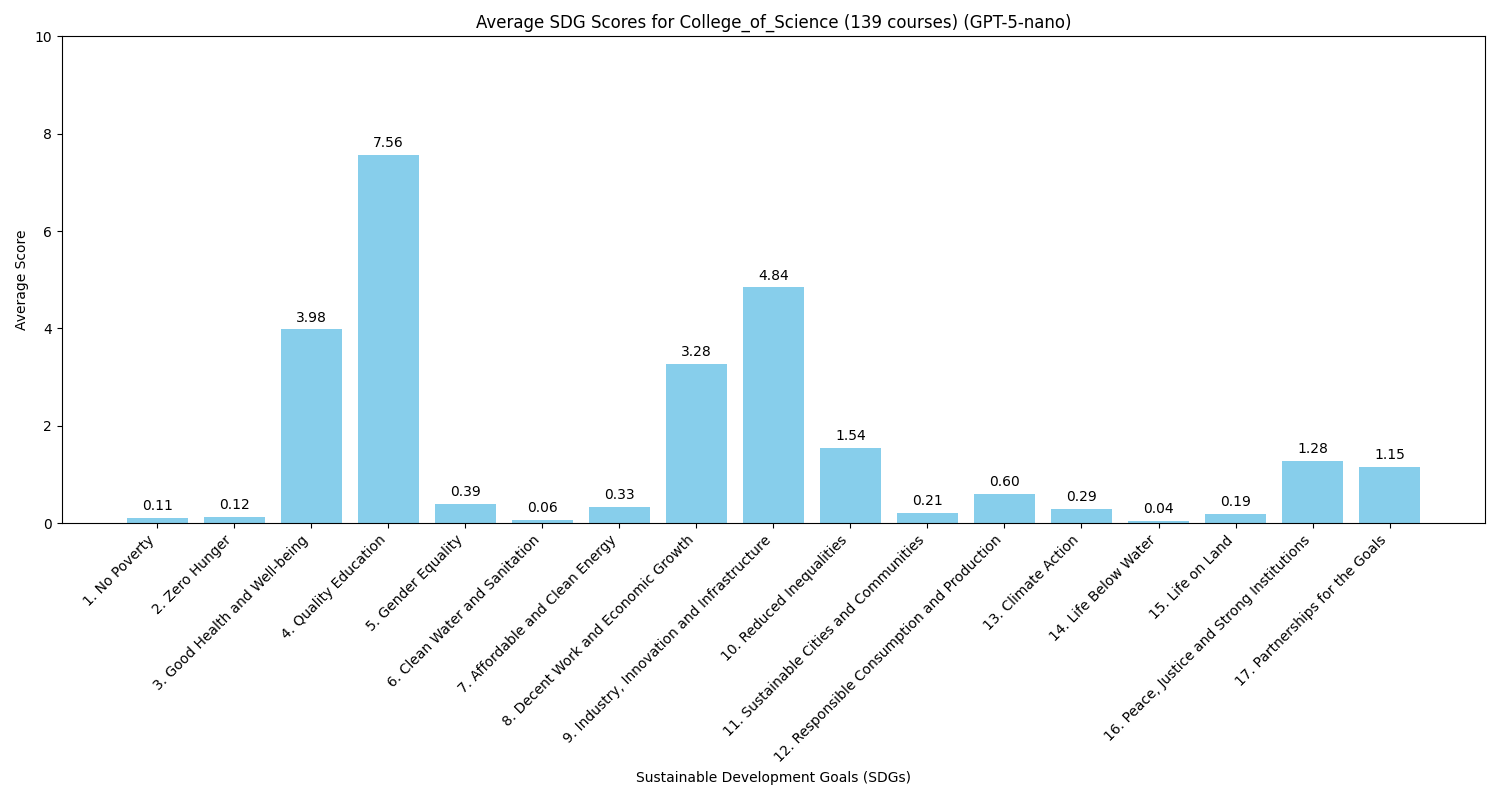 Average SDG Scores for College_of_Science (139 courses) (GPT-5-nano)
Average Score
10
8
6
4
2
0
0.11
0.12
3.98
7.56
0.39
0.06
0.33
3.28
4.84
1.54
0.21
0.60
0.29
0.04
0.19
1.28
1.15
1. No Poverty
2. Zero Hunger
3. Good Health and Well-being
4. Quality Education
5. Gender Equality
6. Clean Water and Sanitation
7. Affordable and Clean Energy
8. Decent Work and Economic Growth
9. Industry, Innovation and Infrastructure
10. Reduced Inequalities
11. Sustainable Cities and Communities
12. Responsible Consumption and Production
13. Climate Action
14. Life Below Water
15. Life on Land
16. Peace, Justice and Strong Institutions
17. Partnerships for the Goals
Sustainable Development Goals (SDGs)